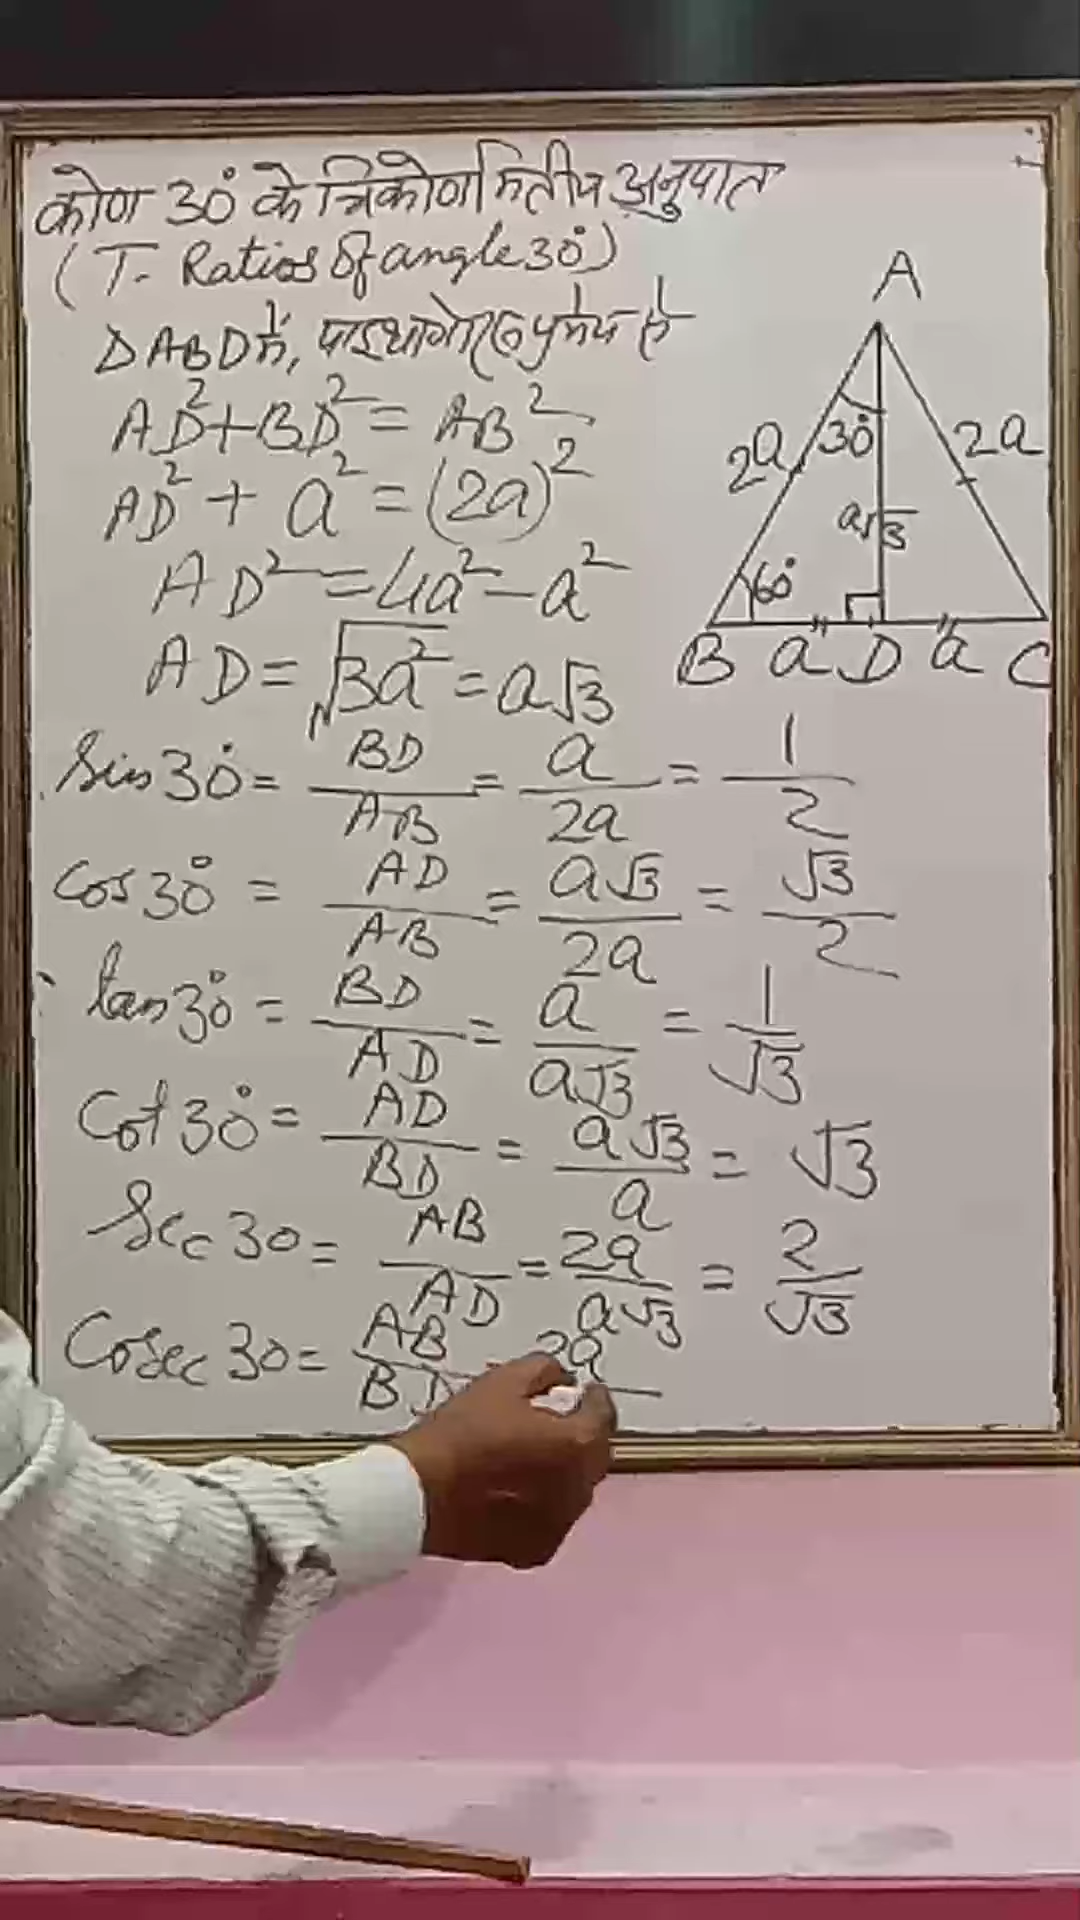 कोण 30° के त्रिकोणमितीय अनुपात
(T. Ratios of angle 30°)
Δ ABD में, पाइथागोरस प्रमेय से
AD² + BD² = AB²
AD² + a² = (2a)²
AD² = 4a² - a²
AD = √3a² = a√3
A
30°
2a
2a
a√3
60°
B a D a C
Sin 30° = BD/AB = a/2a = 1/2
Cos 30° = AD/AB = a√3/2a = √3/2
tan 30° = BD/AD = a/a√3 = 1/√3
Cot 30° = AD/BD = a√3/a = √3
Sec 30 = AB/AD = 2a/a√3 = 2/√3
Cosec 30 = AB/BD = 2a